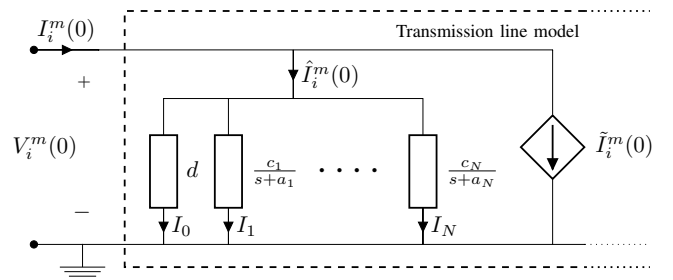 I_i^m(0) Transmission line model
+ Î_i^m(0)
V_i^m(0) d c_1/(s+a_1) · · · · c_N/(s+a_N) Ĩ_i^m(0)
− I_0 I_1 I_N